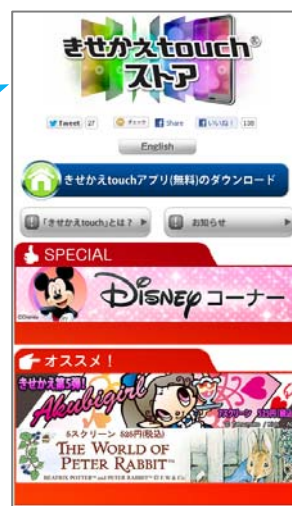 きせかえtouch®
ストア
Tweet 27 チェック Share いいね! 138
English
きせかえtouchアプリ(無料)のダウンロード
「きせかえtouch」とは?
お知らせ
SPECIAL
©Disney
Disney コーナー
オススメ!
きせかえ第5弾!
Akubigirl
5スクリーン 525円(税込)
THE WORLD OF
PETER RABBIT™